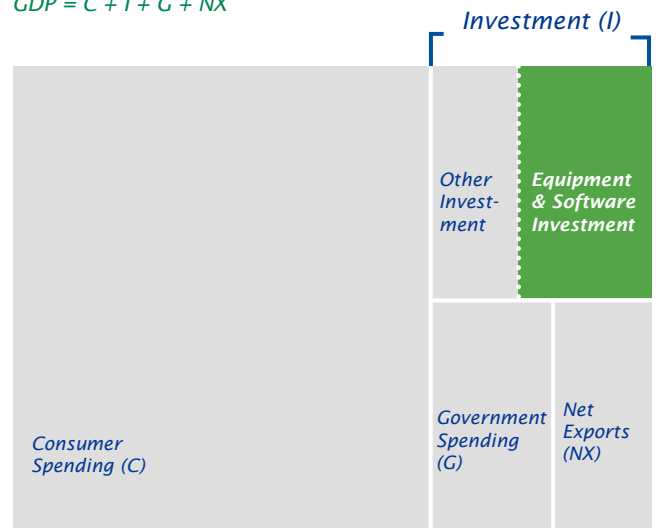 GDP = C + I + G + NX
Investment (I)
Other
Invest-
ment
Equipment
& Software
Investment
Consumer
Spending (C)
Government
Spending
(G)
Net
Exports
(NX)